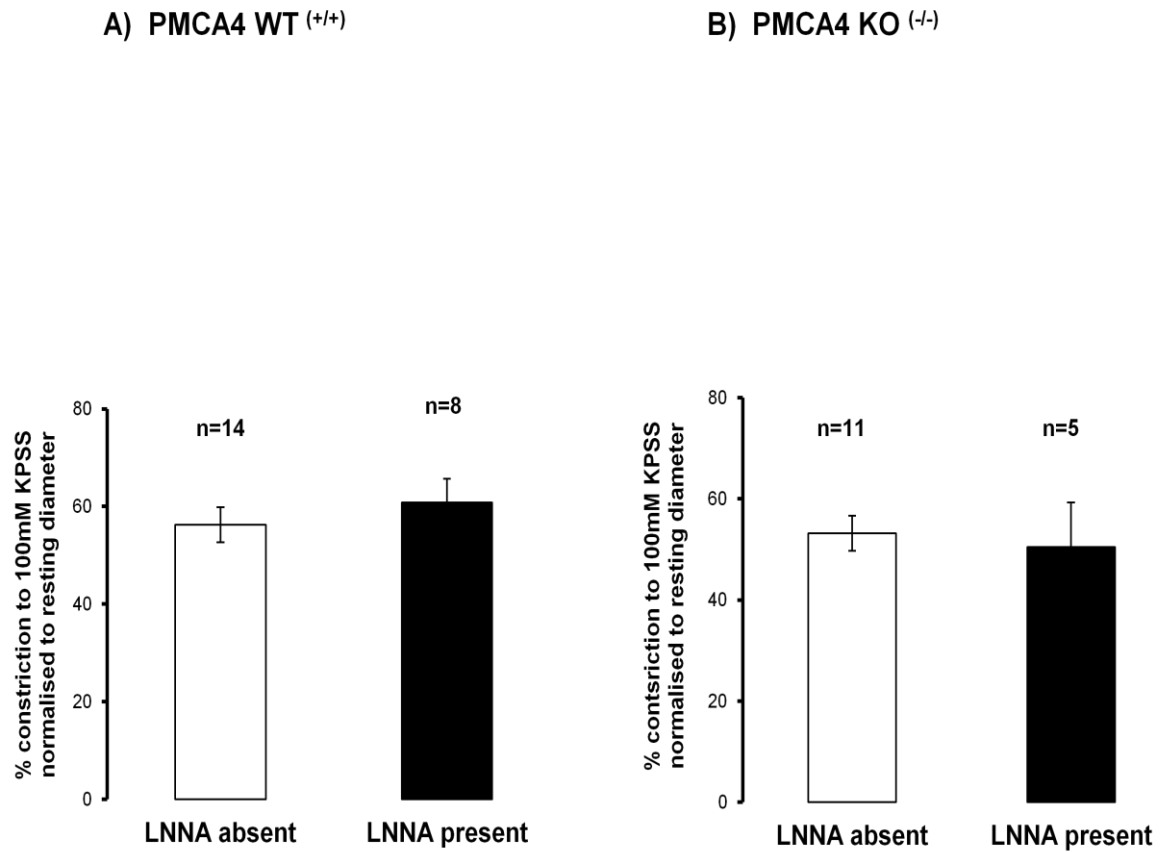 A) PMCA4 WT (+/+)
B) PMCA4 KO (-/-)
% constriction to 100mM KPSS
normalised to resting diameter
80
60
40
20
0
n=14
n=8
LNNA absent
LNNA present
% contsriction to 100mM KPSS
normalised to resting diameter
80
60
40
20
0
n=11
n=5
LNNA absent
LNNA present